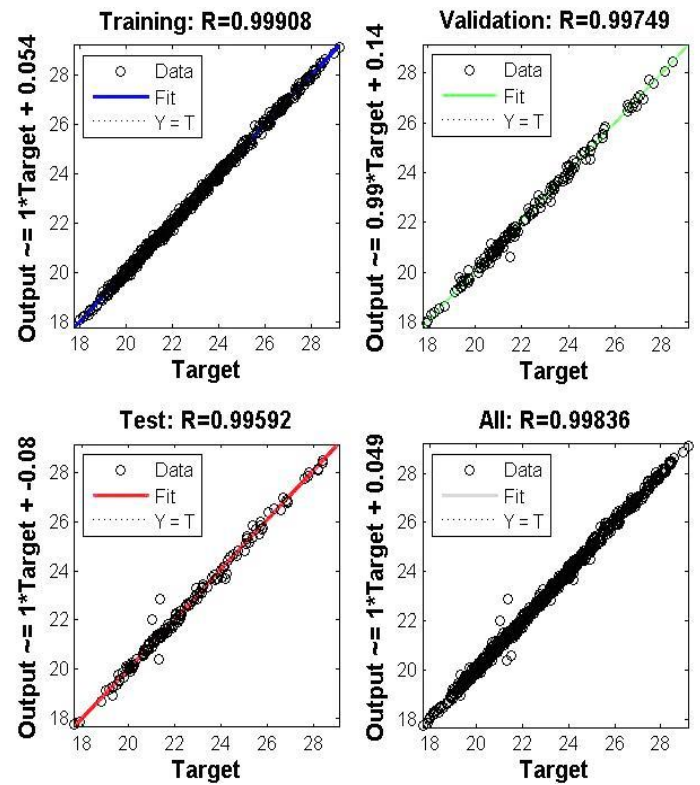 Training: R=0.99908
Output ~= 1*Target + 0.054
Data
Fit
Y = T
28
26
24
22
20
18
18 20 22 24 26 28
Target
Validation: R=0.99749
Output ~= 0.99*Target + 0.14
Data
Fit
Y = T
28
26
24
22
20
18
18 20 22 24 26 28
Target
Test: R=0.99592
Output ~= 1*Target + -0.08
Data
Fit
Y = T
28
26
24
22
20
18
18 20 22 24 26 28
Target
All: R=0.99836
Output ~= 1*Target + 0.049
Data
Fit
Y = T
28
26
24
22
20
18
18 20 22 24 26 28
Target